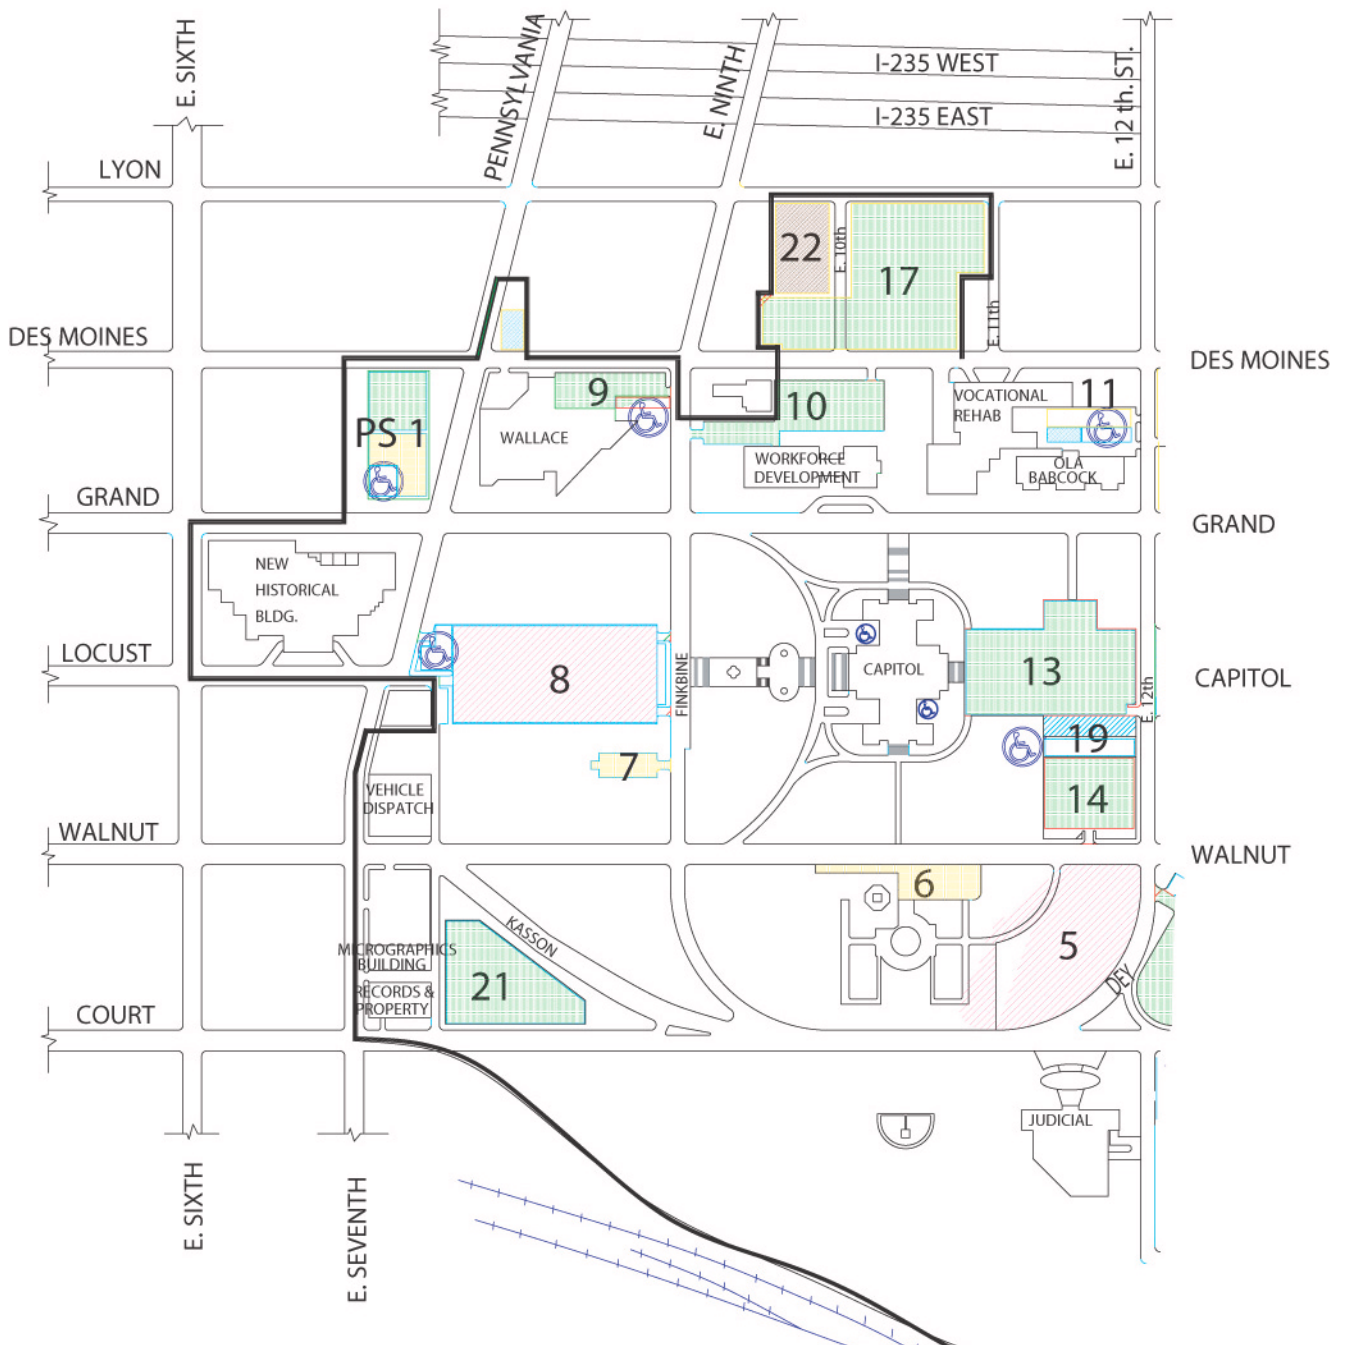 E. SIXTH
PENNSYLVANIA
E. NINTH
I-235 WEST
I-235 EAST
E. 12 th. ST.
LYON
22
E. 10th
17
E. 11th
DES MOINES
DES MOINES
PS 1
9
WALLACE
10
VOCATIONAL
REHAB
11
WORKFORCE
DEVELOPMENT
OLA
BABCOCK
GRAND
GRAND
NEW
HISTORICAL
BLDG.
LOCUST
8
FINKBINE
CAPITOL
13
E. 12th
CAPITOL
7
19
14
VEHICLE
DISPATCH
WALNUT
WALNUT
6
5
KASSON
MICROGRAPHICS
BUILDING
21
RECORDS &
PROPERTY
DEY
COURT
JUDICIAL
E. SIXTH
E. SEVENTH